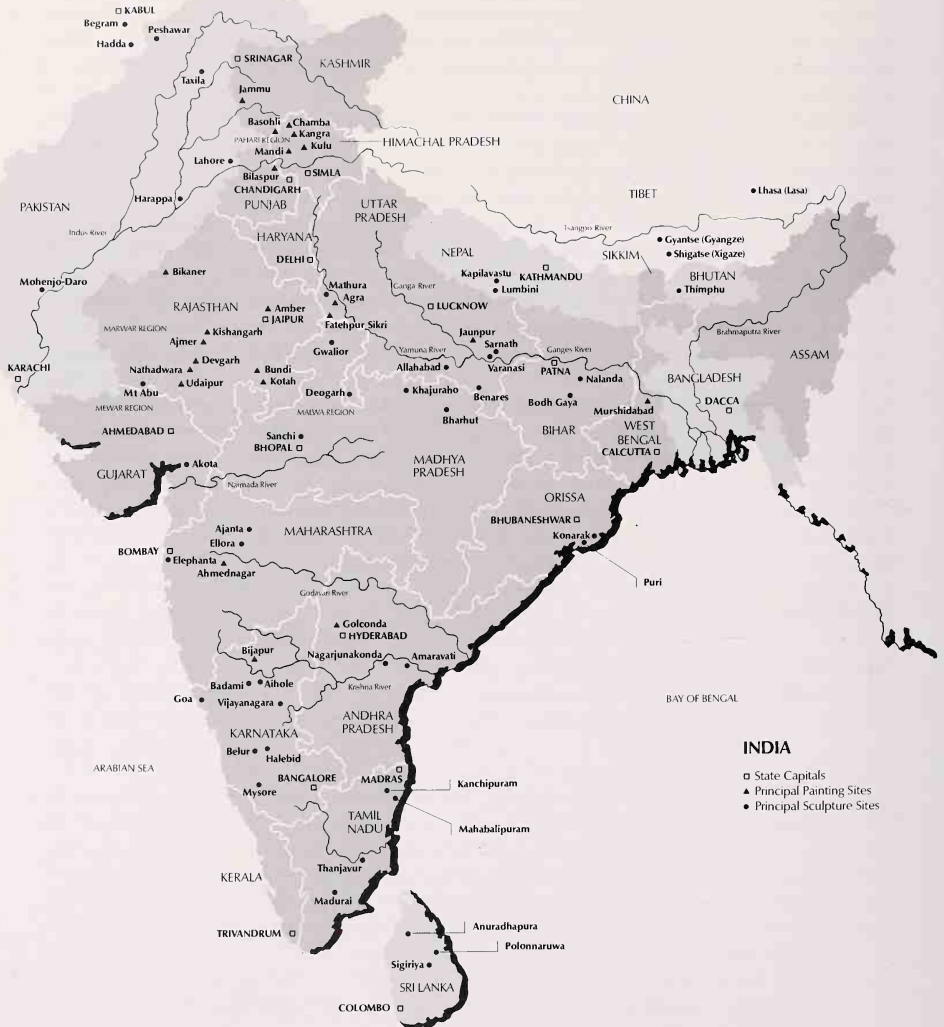 KABUL
Begram
Peshawar
Hadda
SRINAGAR
KASHMIR
Taxila
Jammu
CHINA
Basohli
Chamba
Kangra
PAHARI REGION
HIMACHAL PRADESH
Mandi
Kulu
Lahore
Bilaspur
SIMLA
CHANDIGARH
PUNJAB
Harappa
PAKISTAN
UTTAR
PRADESH
TIBET
Lhasa (Lasa)
Indus River
Tsangpo River
HARYANA
Gyantse (Gyangze)
NEPAL
SIKKIM
Shigatse (Xigaze)
DELHI
Bikaner
Kapilavastu
KATHMANDU
BHUTAN
Mohenjo-Daro
Mathura
Ganga River
Lumbini
Thimphu
Agra
RAJASTHAN
Amber
LUCKNOW
JAIPUR
Fatehpur Sikri
MARWAR REGION
Kishangarh
Jaunpur
Brahmaputra River
Ajmer
Gwalior
Sarnath
Yamuna River
Ganges River
ASSAM
Devgarh
Allahabad
Varanasi
PATNA
KARACHI
Nathadwara
Bundi
Nalanda
BANGLADESH
Mt Abu
Udaipur
Kotah
Deogarh
Khajuraho
Benares
Bodh Gaya
DACCA
MEWAR REGION
MALWA REGION
Bharhut
Murshidabad
AHMEDABAD
Sanchi
BIHAR
WEST
BENGAL
BHOPAL
CALCUTTA
MADHYA
PRADESH
GUJARAT
Akota
Narmada River
ORISSA
BHUBANESHWAR
Ajanta
MAHARASHTRA
Konarak
Ellora
BOMBAY
Elephanta
Ahmednagar
Puri
Godavari River
Golconda
HYDERABAD
Bijapur
Nagarjunakonda
Amaravati
Badami
Aihole
Krishna River
Goa
Vijayanagara
BAY OF BENGAL
ANDHRA
PRADESH
KARNATAKA
Belur
Halebid
INDIA
ARABIAN SEA
BANGALORE
MADRAS
State Capitals
Mysore
Kanchipuram
Principal Painting Sites
Principal Sculpture Sites
TAMIL
NADU
Mahabalipuram
Thanjavur
KERALA
Madurai
TRIVANDRUM
Anuradhapura
Polonnaruwa
Sigiriya
SRI LANKA
COLOMBO